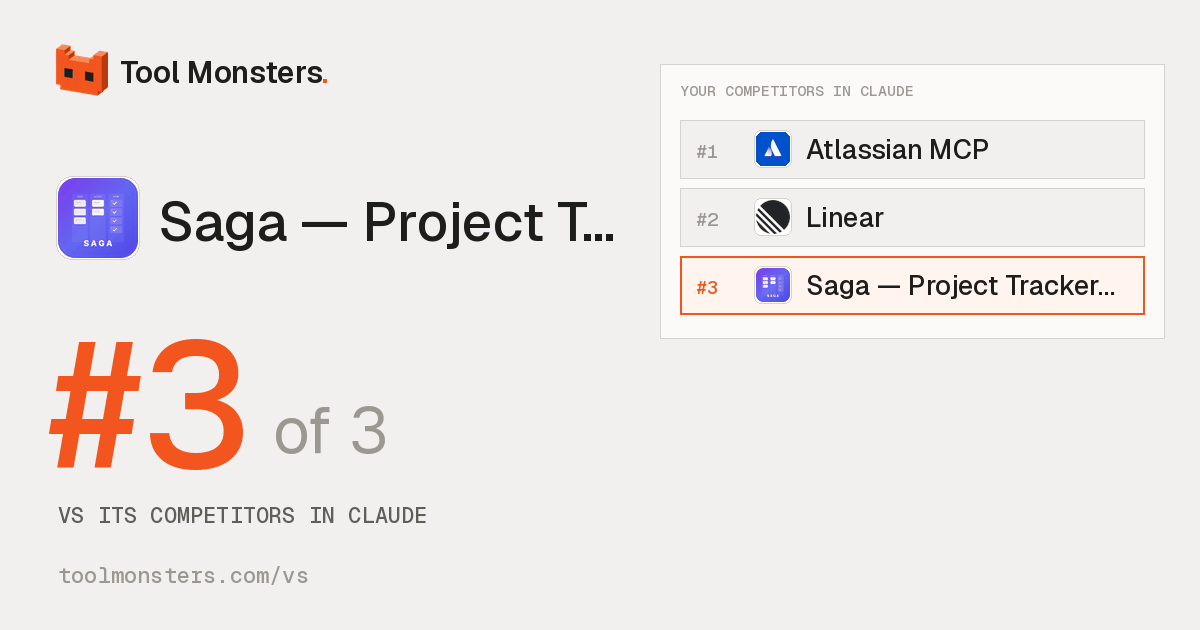 Tool Monsters.
Saga — Project T...
SAGA
#3 of 3
VS ITS COMPETITORS IN CLAUDE
toolmonsters.com/vs
YOUR COMPETITORS IN CLAUDE
#1 Atlassian MCP
#2 Linear
#3 Saga — Project Tracker...